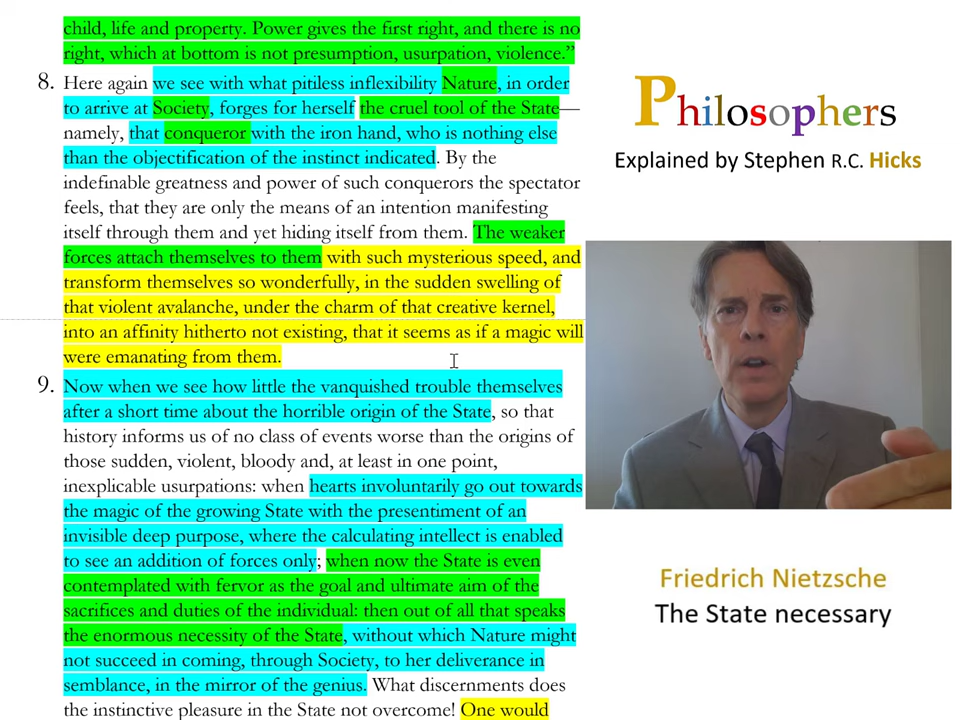 child, life and property. Power gives the first right, and there is no
right, which at bottom is not presumption, usurpation, violence.”
8. Here again we see with what pitiless inflexibility Nature, in order
to arrive at Society, forges for herself the cruel tool of the State—
namely, that conqueror with the iron hand, who is nothing else
than the objectification of the instinct indicated. By the
indefinable greatness and power of such conquerors the spectator
feels, that they are only the means of an intention manifesting
itself through them and yet hiding itself from them. The weaker
forces attach themselves to them with such mysterious speed, and
transform themselves so wonderfully, in the sudden swelling of
that violent avalanche, under the charm of that creative kernel,
into an affinity hitherto not existing, that it seems as if a magic will
were emanating from them.
9. Now when we see how little the vanquished trouble themselves
after a short time about the horrible origin of the State, so that
history informs us of no class of events worse than the origins of
those sudden, violent, bloody and, at least in one point,
inexplicable usurpations: when hearts involuntarily go out towards
the magic of the growing State with the presentiment of an
invisible deep purpose, where the calculating intellect is enabled
to see an addition of forces only; when now the State is even
contemplated with fervor as the goal and ultimate aim of the
sacrifices and duties of the individual: then out of all that speaks
the enormous necessity of the State, without which Nature might
not succeed in coming, through Society, to her deliverance in
semblance, in the mirror of the genius. What discernments does
the instinctive pleasure in the State not overcome! One would
Philosophers
Explained by Stephen R.C. Hicks
Friedrich Nietzsche
The State necessary